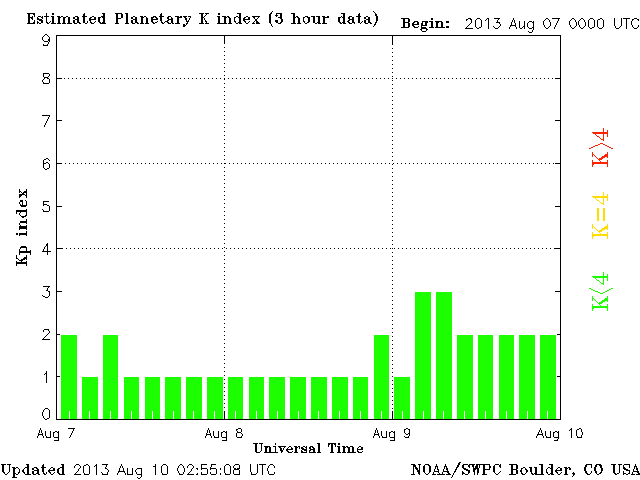 Estimated Planetary K index (3 hour data) Begin: 2013 Aug 07 0000 UTC
9
8
7
6
5
4
3
2
1
0
Kp index
K>4
K=4
K<4
Aug 7 Aug 8 Aug 9 Aug 10
Universal Time
Updated 2013 Aug 10 02:55:08 UTC NOAA/SWPC Boulder, CO USA